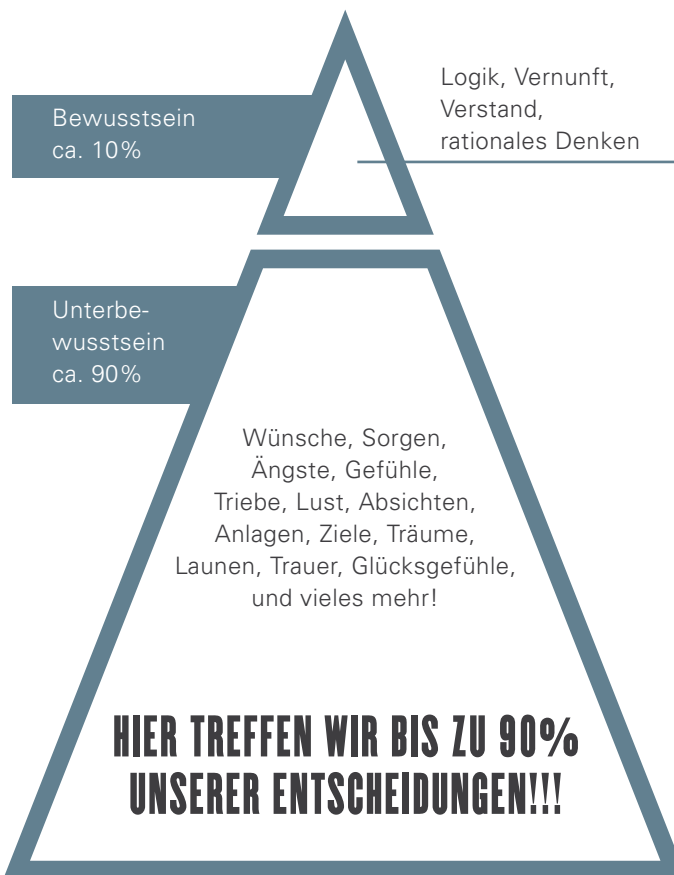 Bewusstsein
ca. 10%
Logik, Vernunft,
Verstand,
rationales Denken
Unterbe-
wusstsein
ca. 90%
Wünsche, Sorgen,
Ängste, Gefühle,
Triebe, Lust, Absichten,
Anlagen, Ziele, Träume,
Launen, Trauer, Glücksgefühle,
und vieles mehr!
HIER TREFFEN WIR BIS ZU 90%
UNSERER ENTSCHEIDUNGEN!!!